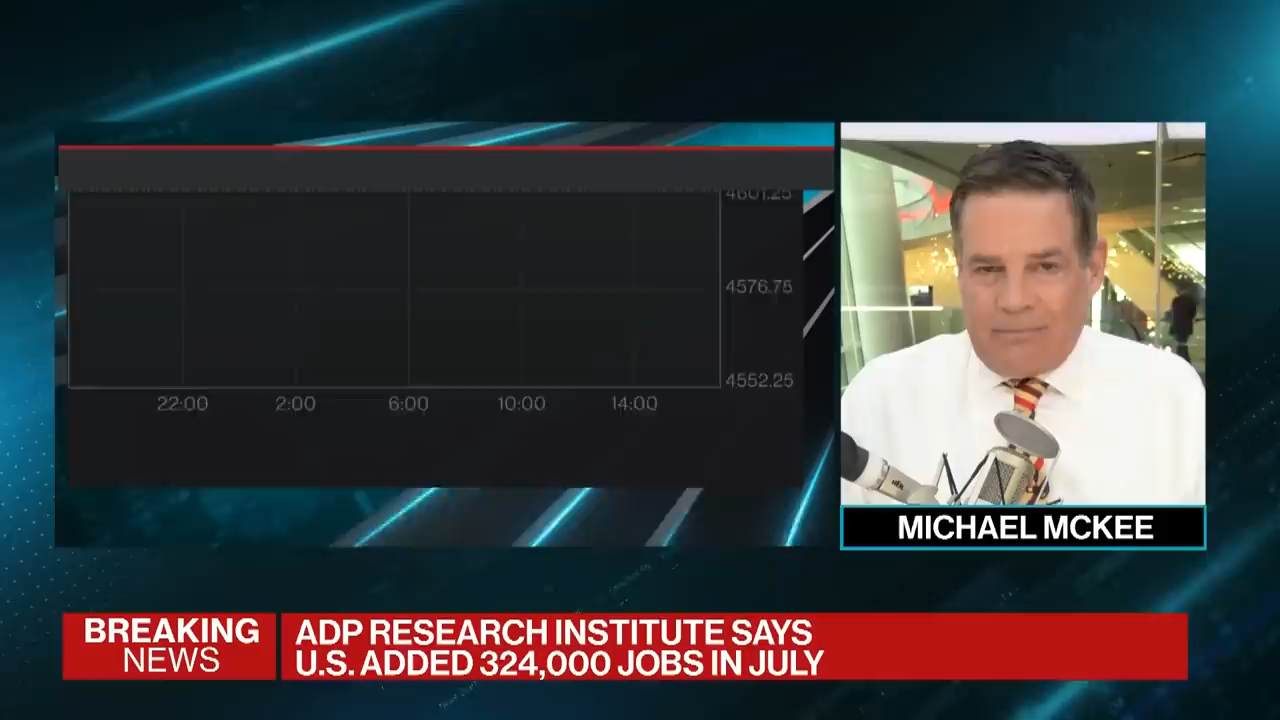 4601.25
4576.75
4552.25
22:00 2:00 6:00 10:00 14:00
MICHAEL MCKEE
BREAKING
NEWS
ADP RESEARCH INSTITUTE SAYS
U.S. ADDED 324,000 JOBS IN JULY